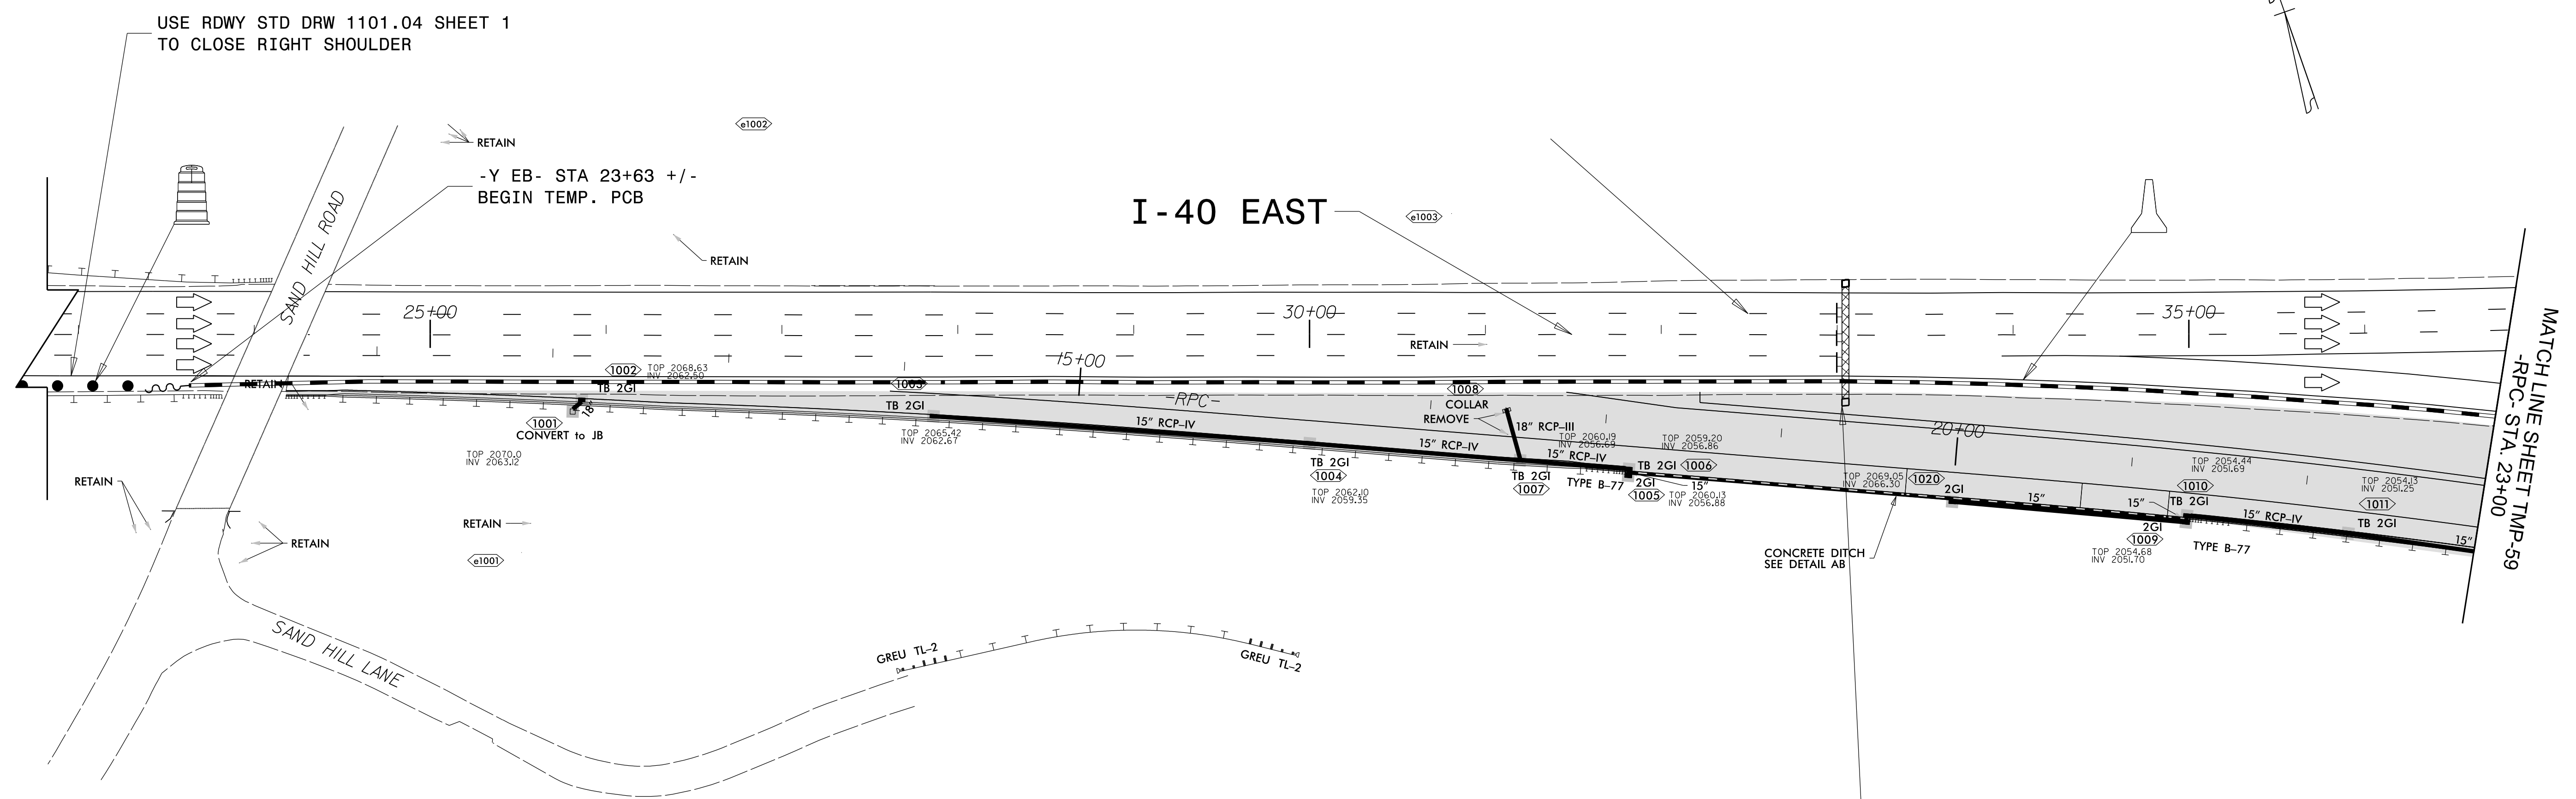 USE RDWY STD DRW 1101.04 SHEET 1
TO CLOSE RIGHT SHOULDER
e1002
RETAIN
-Y EB- STA 23+63 +/-
BEGIN TEMP. PCB
SAND HILL ROAD
I-40 EAST
e1003
RETAIN
25+00
30+00
35+00
RETAIN
15+00
1002
TOP 2068.63
INV 2062.50
RETAIN
TB 2GI
1003
1008
COLLAR
REMOVE
-RPC-
18"
TB 2GI
1001
CONVERT to JB
TOP 2065.42
INV 2062.67
15" RCP-IV
18" RCP-III
20+00
TOP 2060.19
INV 2056.69
TOP 2059.20
INV 2056.86
15" RCP-IV
15" RCP-IV
TOP 2070.0
INV 2063.12
TB 2GI
1004
TOP 2062.10
INV 2059.35
TB 2GI
1007
TYPE B-77
TB 2GI
1006
2GI
1005
15"
TOP 2060.13
INV 2056.88
TOP 2069.05
INV 2066.30
1020
2GI
15"
TOP 2054.44
INV 2051.69
1010
TB 2GI
15"
TOP 2054.13
INV 2051.25
1011
TB 2GI
15" RCP-IV
2GI
1009
TOP 2054.68
INV 2051.70
TYPE B-77
15"
MATCH LINE SHEET TMP-59
-RPC- STA. 23+00
RETAIN
RETAIN
RETAIN
e1001
CONCRETE DITCH
SEE DETAIL AB
SAND HILL LANE
GREU TL-2
GREU TL-2